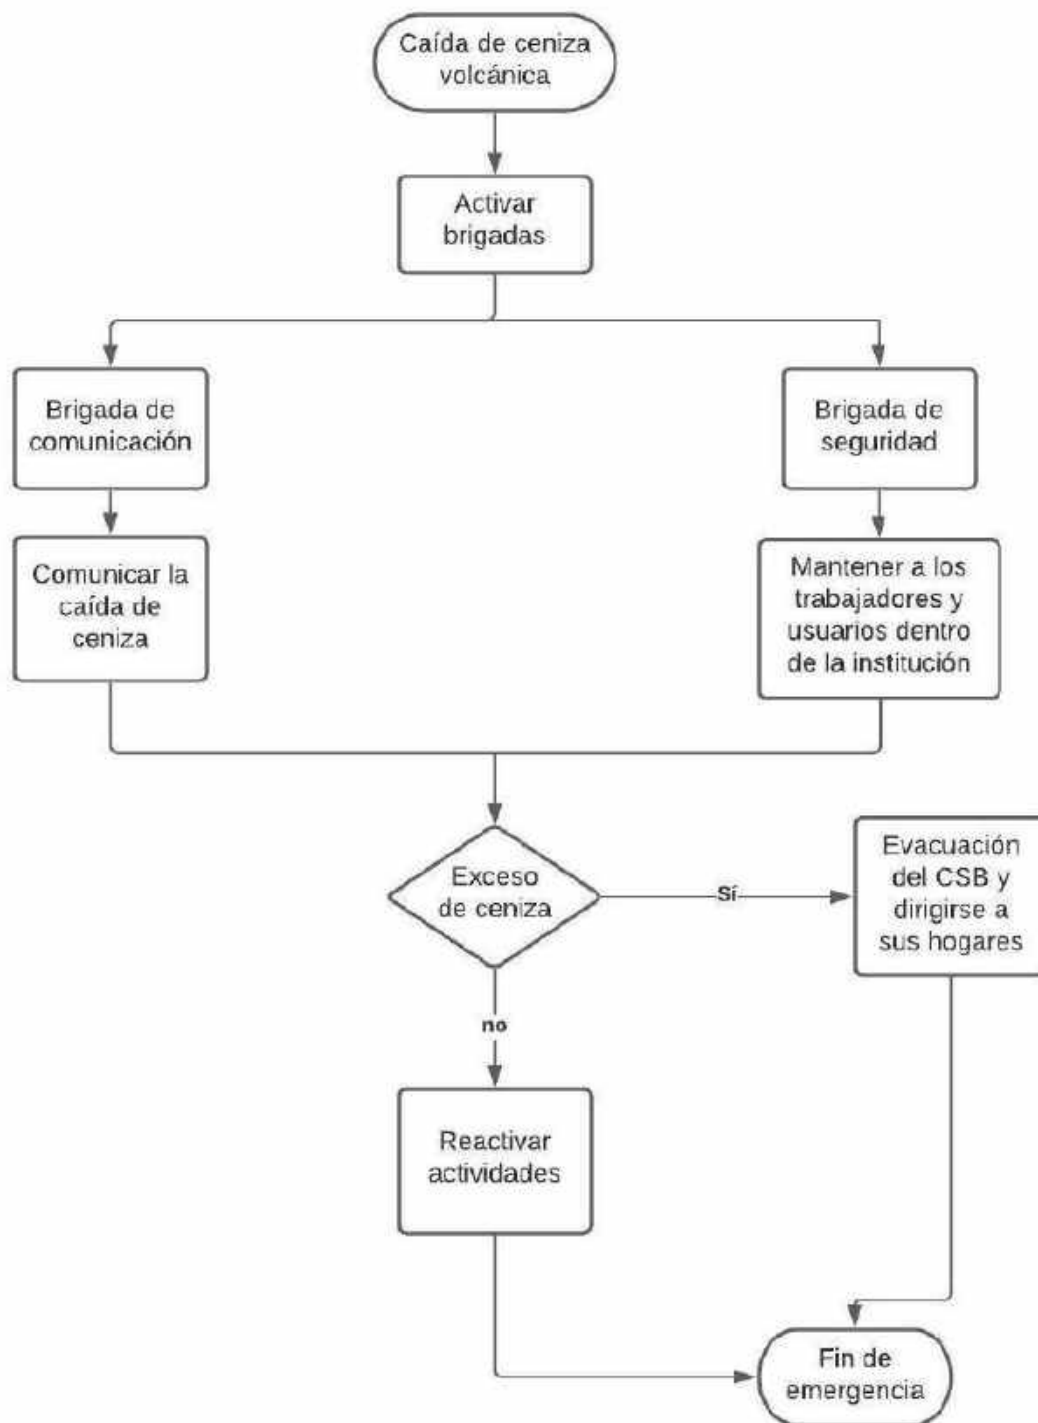 Caída de ceniza
volcánica
Activar
brigadas
Brigada de
comunicación
Brigada de
seguridad
Comunicar la
caída de
ceniza
Mantener a los
trabajadores y
usuarios dentro
de la institución
Exceso
de ceniza
Sí
Evacuación
del CSB y
dirigirse a
sus hogares
no
Reactivar
actividades
Fin de
emergencia